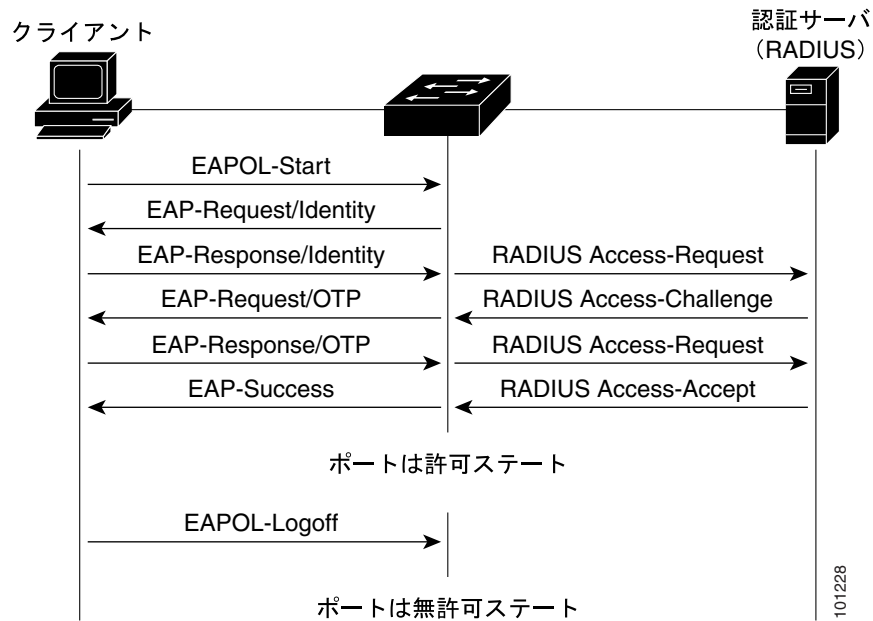 クライアント
認証サーバ
（RADIUS）
EAPOL-Start
EAP-Request/Identity
EAP-Response/Identity
RADIUS Access-Request
EAP-Request/OTP
RADIUS Access-Challenge
EAP-Response/OTP
RADIUS Access-Request
EAP-Success
RADIUS Access-Accept
ポートは許可ステート
EAPOL-Logoff
ポートは無許可ステート
101228